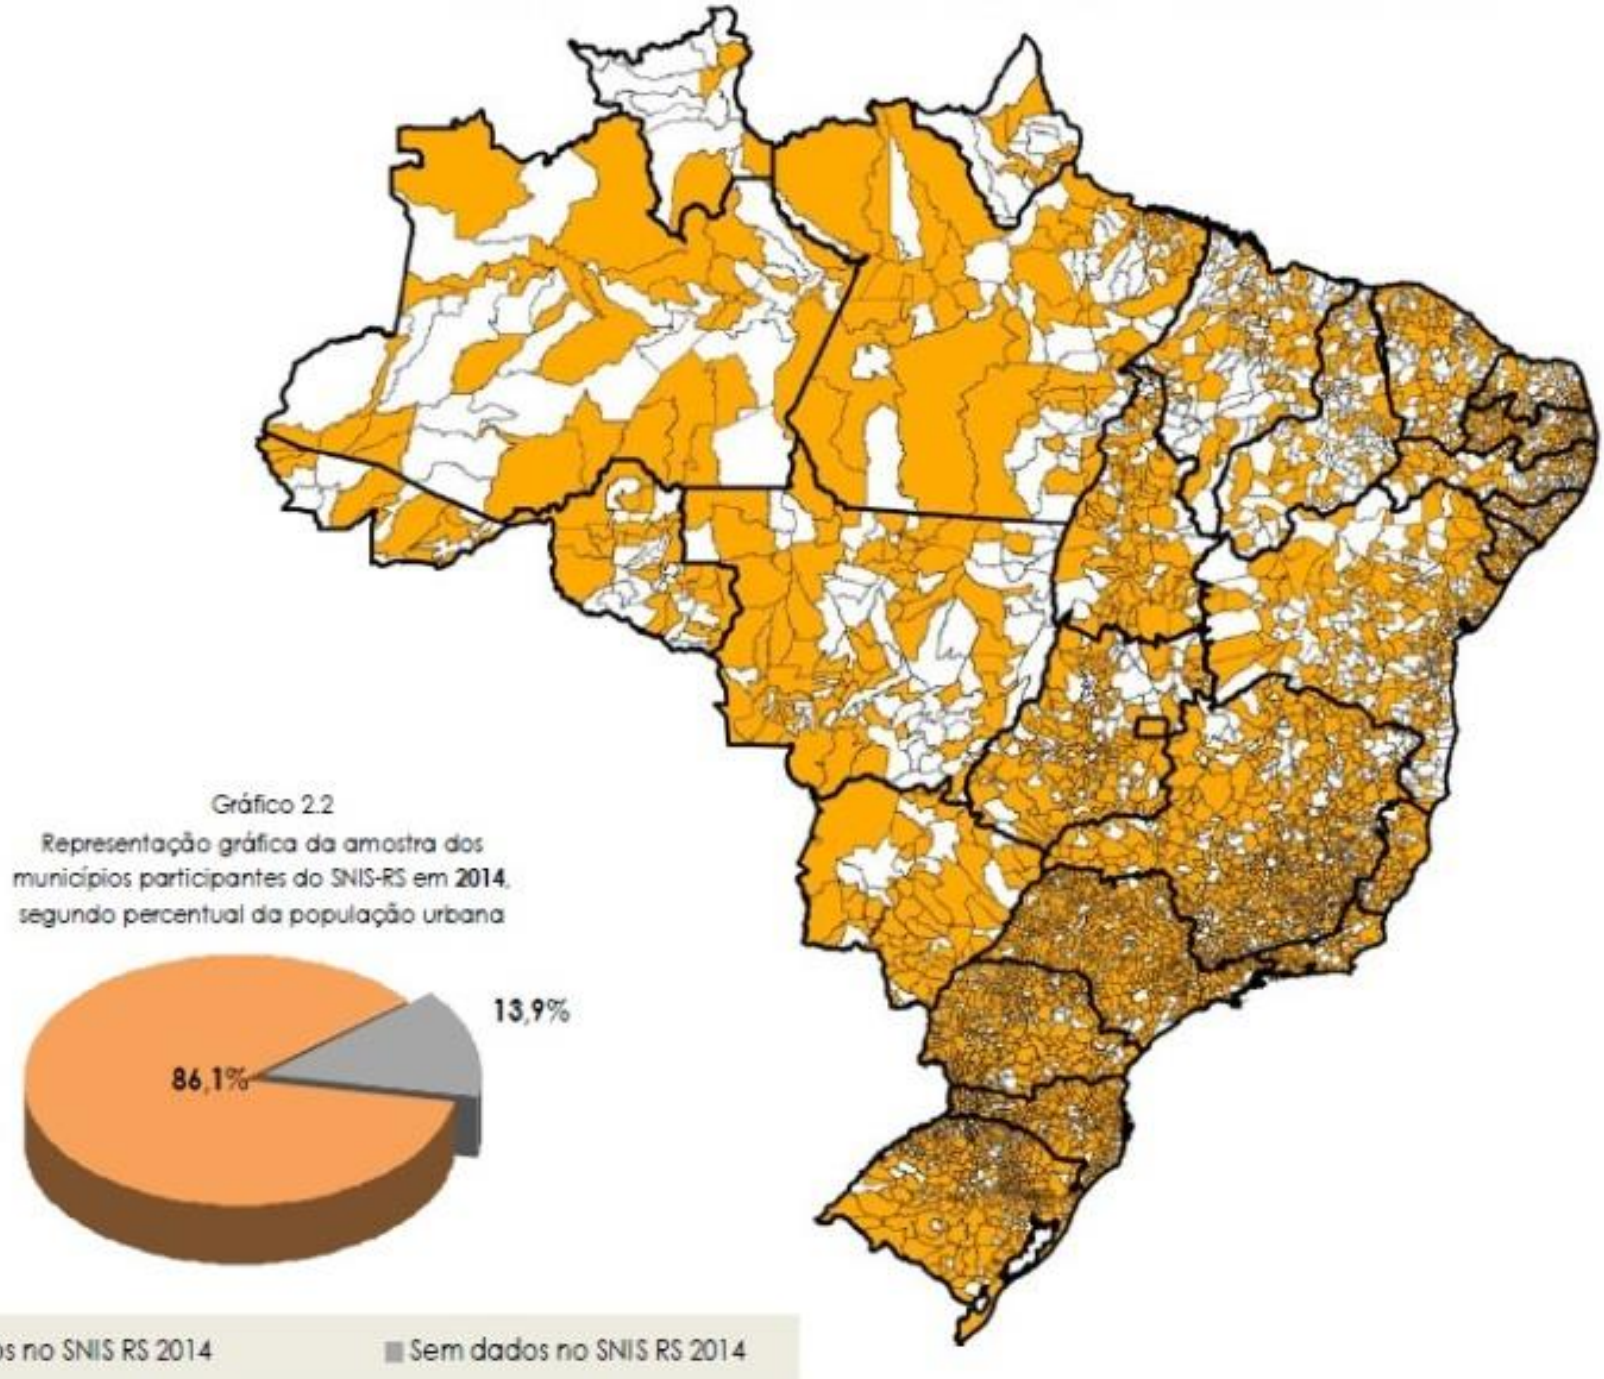 Gráfico 2.2
Representação gráfica da amostra dos
municípios participantes do SNIS-RS em 2014,
segundo percentual da população urbana
13,9%
86,1%
os no SNIS RS 2014
Sem dados no SNIS RS 2014